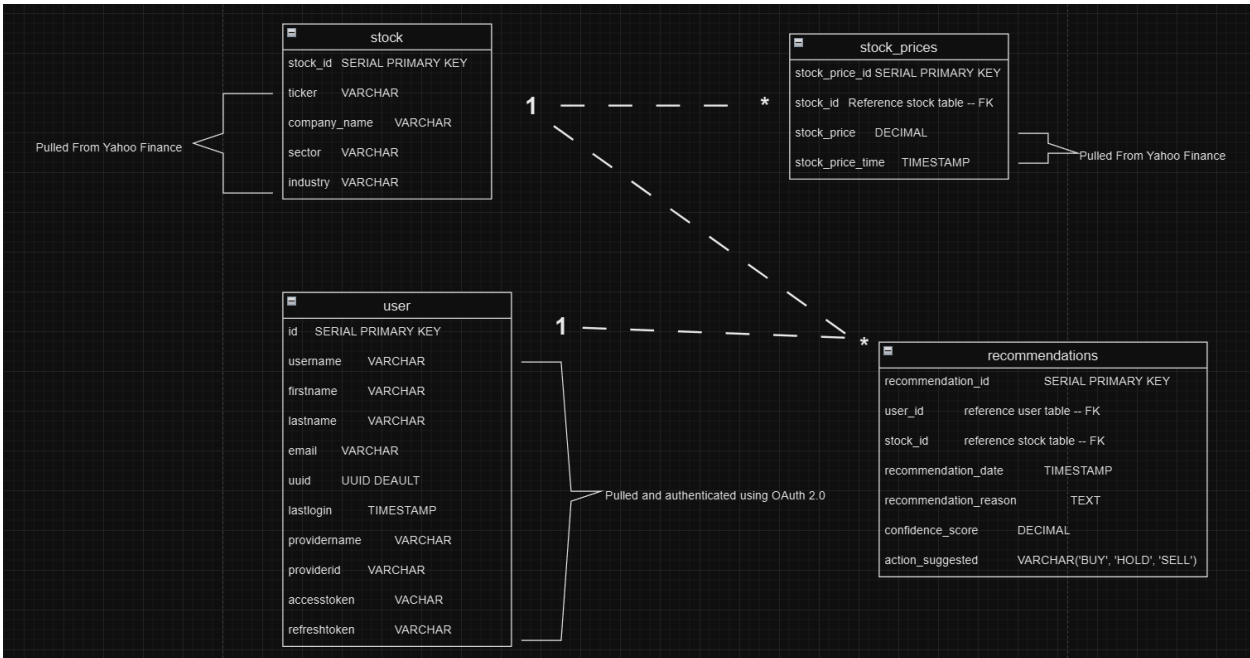 stock
stock_id SERIAL PRIMARY KEY
ticker VARCHAR
company_name VARCHAR
sector VARCHAR
industry VARCHAR
Pulled From Yahoo Finance
1
*
stock_prices
stock_price_id SERIAL PRIMARY KEY
stock_id Reference stock table -- FK
stock_price DECIMAL
stock_price_time TIMESTAMP
Pulled From Yahoo Finance
user
id SERIAL PRIMARY KEY
username VARCHAR
firstname VARCHAR
lastname VARCHAR
email VARCHAR
uuid UUID DEAULT
lastlogin TIMESTAMP
providername VARCHAR
providerid VARCHAR
accesstoken VACHAR
refreshtoken VARCHAR
Pulled and authenticated using OAuth 2.0
1
*
recommendations
recommendation_id SERIAL PRIMARY KEY
user_id reference user table -- FK
stock_id reference stock table -- FK
recommendation_date TIMESTAMP
recommendation_reason TEXT
confidence_score DECIMAL
action_suggested VARCHAR('BUY', 'HOLD', 'SELL')